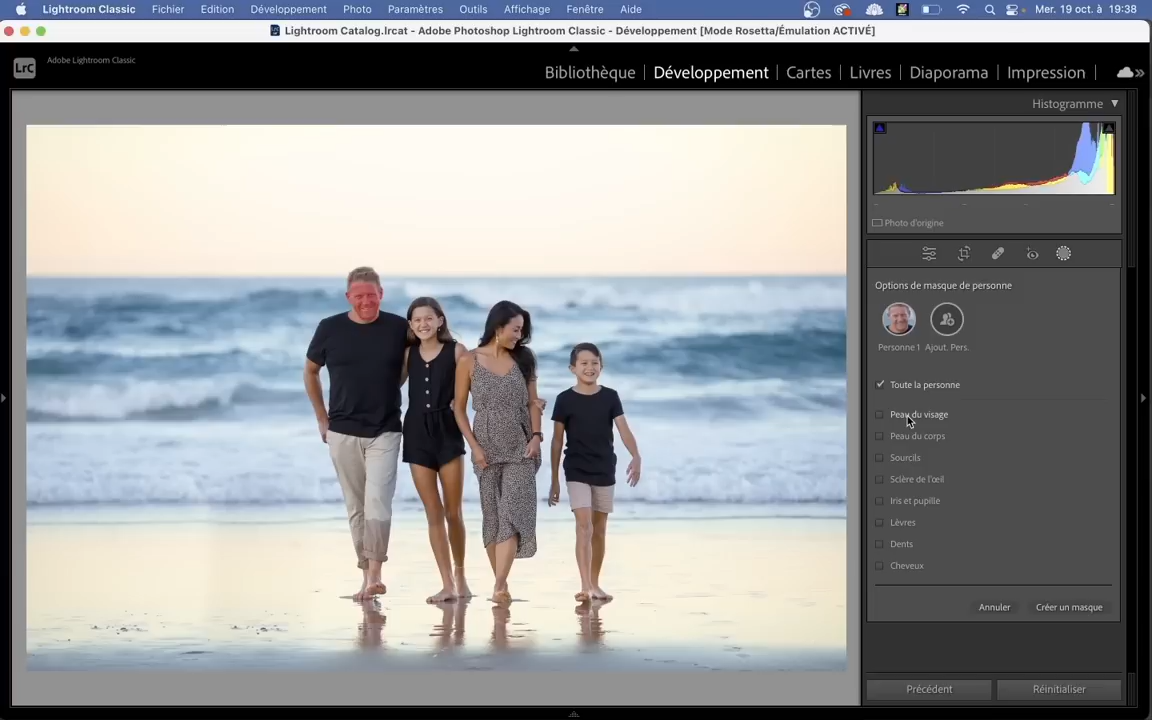 Lightroom Classic Fichier Edition Développement Photo Paramètres Outils Affichage Fenêtre Aide Mer. 19 oct. à 19:38
Lightroom Catalog.lrcat - Adobe Photoshop Lightroom Classic - Développement [Mode Rosetta/Émulation ACTIVÉ]
LrC Adobe Lightroom Classic
Bibliothèque | Développement | Cartes | Livres | Diaporama | Impression |
Histogramme
Photo d'origine
Options de masque de personne
Personne 1 Ajout. Pers.
Toute la personne
Peau du visage
Peau du corps
Sourcils
Sclère de l'œil
Iris et pupille
Lèvres
Dents
Cheveux
Annuler Créer un masque
Précédent Réinitialiser